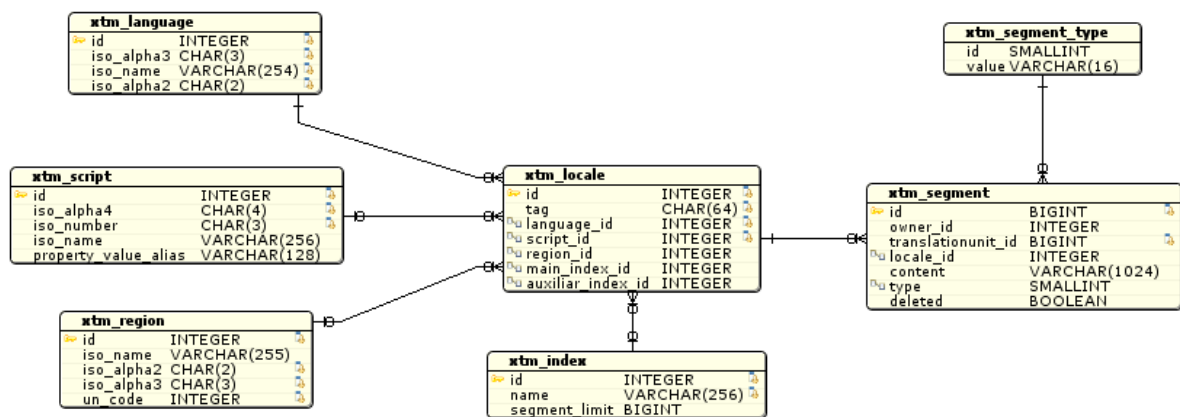 xtm_language
id INTEGER
iso_alpha3 CHAR(3)
iso_name VARCHAR(254)
iso_alpha2 CHAR(2)
xtm_segment_type
id SMALLINT
value VARCHAR(16)
xtm_script
id INTEGER
iso_alpha4 CHAR(4)
iso_number CHAR(3)
iso_name VARCHAR(256)
property_value_alias VARCHAR(128)
xtm_locale
id INTEGER
tag CHAR(64)
language_id INTEGER
script_id INTEGER
region_id INTEGER
main_index_id INTEGER
auxiliar_index_id INTEGER
xtm_segment
id BIGINT
owner_id INTEGER
translationunit_id BIGINT
locale_id INTEGER
content VARCHAR(1024)
type SMALLINT
deleted BOOLEAN
xtm_region
id INTEGER
iso_name VARCHAR(255)
iso_alpha2 CHAR(2)
iso_alpha3 CHAR(3)
un_code INTEGER
xtm_index
id INTEGER
name VARCHAR(256)
segment_limit BIGINT